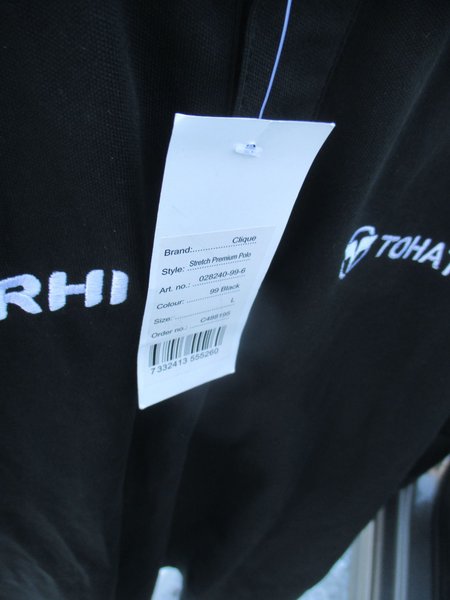 Brand:................Clique
Style: Stretch Premium Polo
Art. no.: 028240-99-6
Colour: 99 Black
Size: L
Order no.: C488195
7 332413 555260
RHI
TOHAT